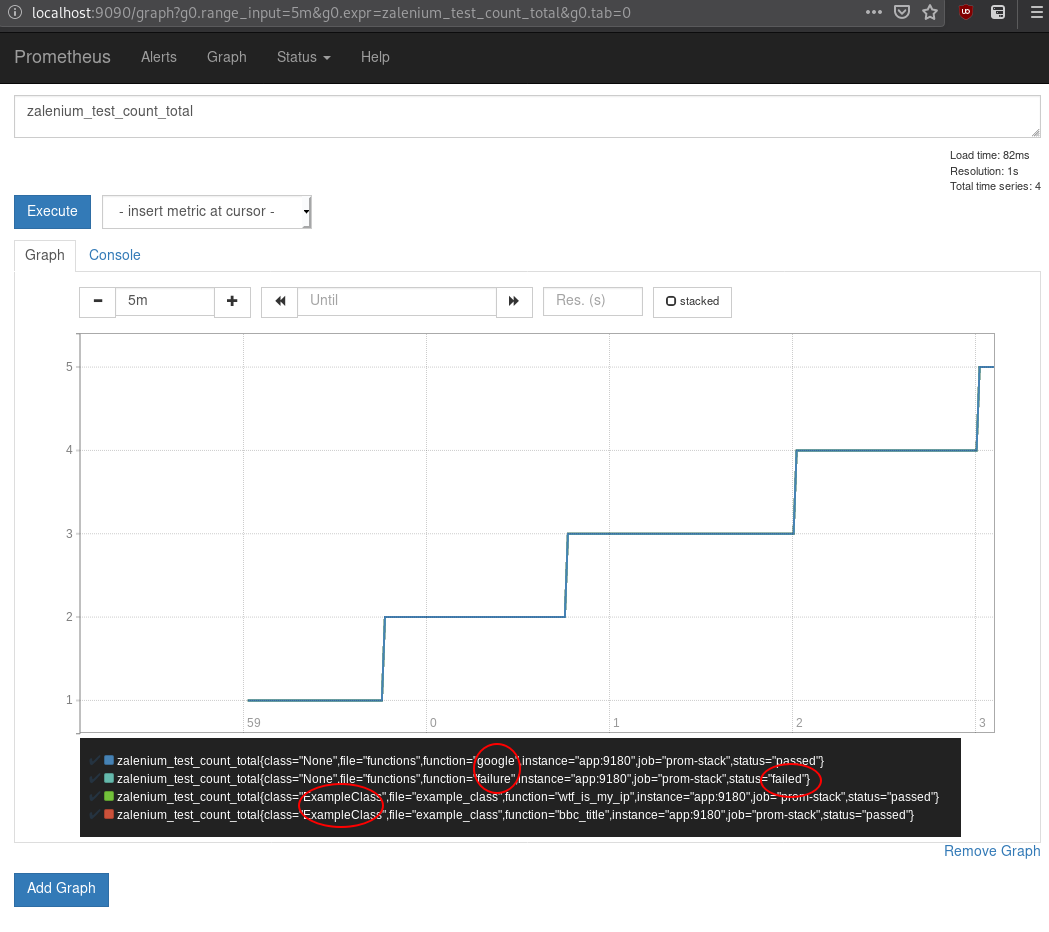 localhost:9090/graph?g0.range_input=5m&g0.expr=zalenium_test_count_total&g0.tab=0
Prometheus Alerts Graph Status Help
zalenium_test_count_total
Load time: 82ms
Resolution: 1s
Total time series: 4
Execute - insert metric at cursor -
Graph Console
5m Until Res. (s) stacked
5
4
3
2
1
59 0 1 2 3
zalenium_test_count_total{class="None",file="functions",function="google",instance="app:9180",job="prom-stack",status="passed"}
zalenium_test_count_total{class="None",file="functions",function="failure",instance="app:9180",job="prom-stack",status="failed"}
zalenium_test_count_total{class="ExampleClass",file="example_class",function="wtf_is_my_ip",instance="app:9180",job="prom-stack",status="passed"}
zalenium_test_count_total{class="ExampleClass",file="example_class",function="bbc_title",instance="app:9180",job="prom-stack",status="passed"}
Remove Graph
Add Graph